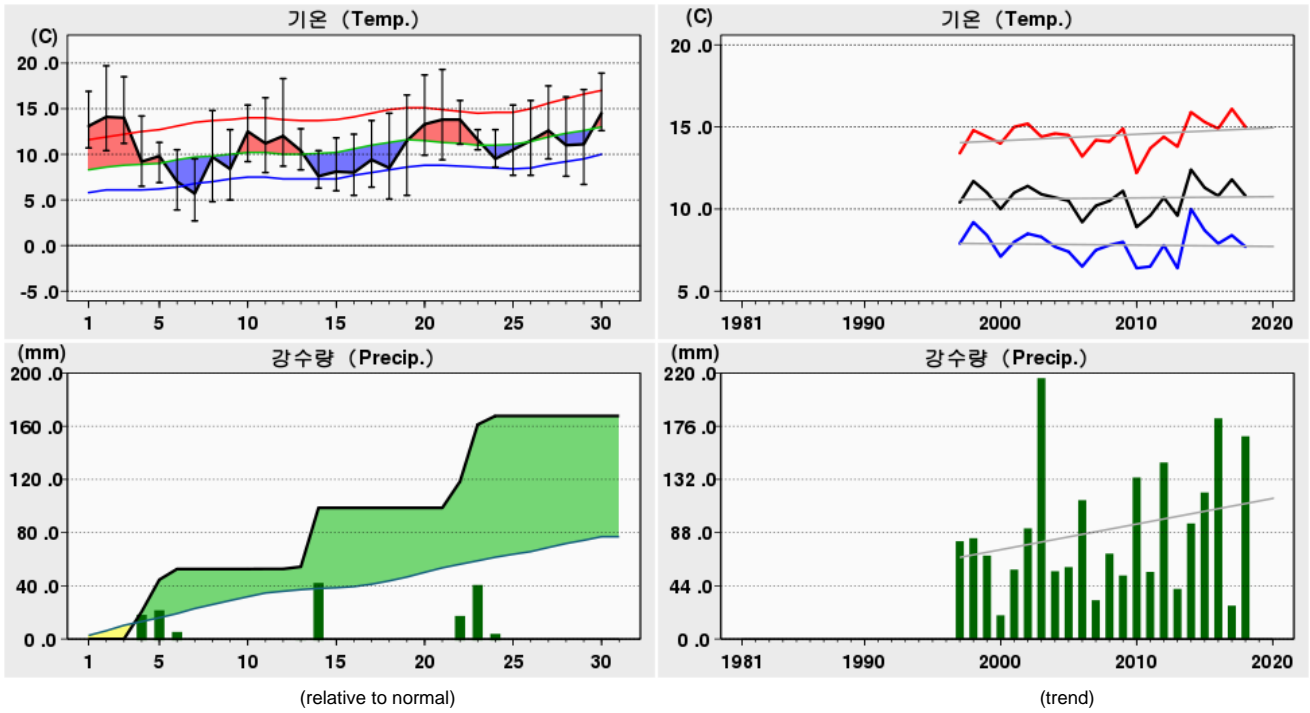 기온 (Temp.)
(C)
20 .0
15 .0
10 .0
5 .0
0 .0
-5 .0
1 5 10 15 20 25 30
기온 (Temp.)
(C)
20 .0
15 .0
10 .0
5 .0
1981 1990 2000 2010 2020
강수량 (Precip.)
(mm)
200 .0
160 .0
120 .0
80 .0
40 .0
0 .0
1 5 10 15 20 25 30
(relative to normal)
강수량 (Precip.)
(mm)
220 .0
176 .0
132 .0
88 .0
44 .0
0 .0
1981 1990 2000 2010 2020
(trend)